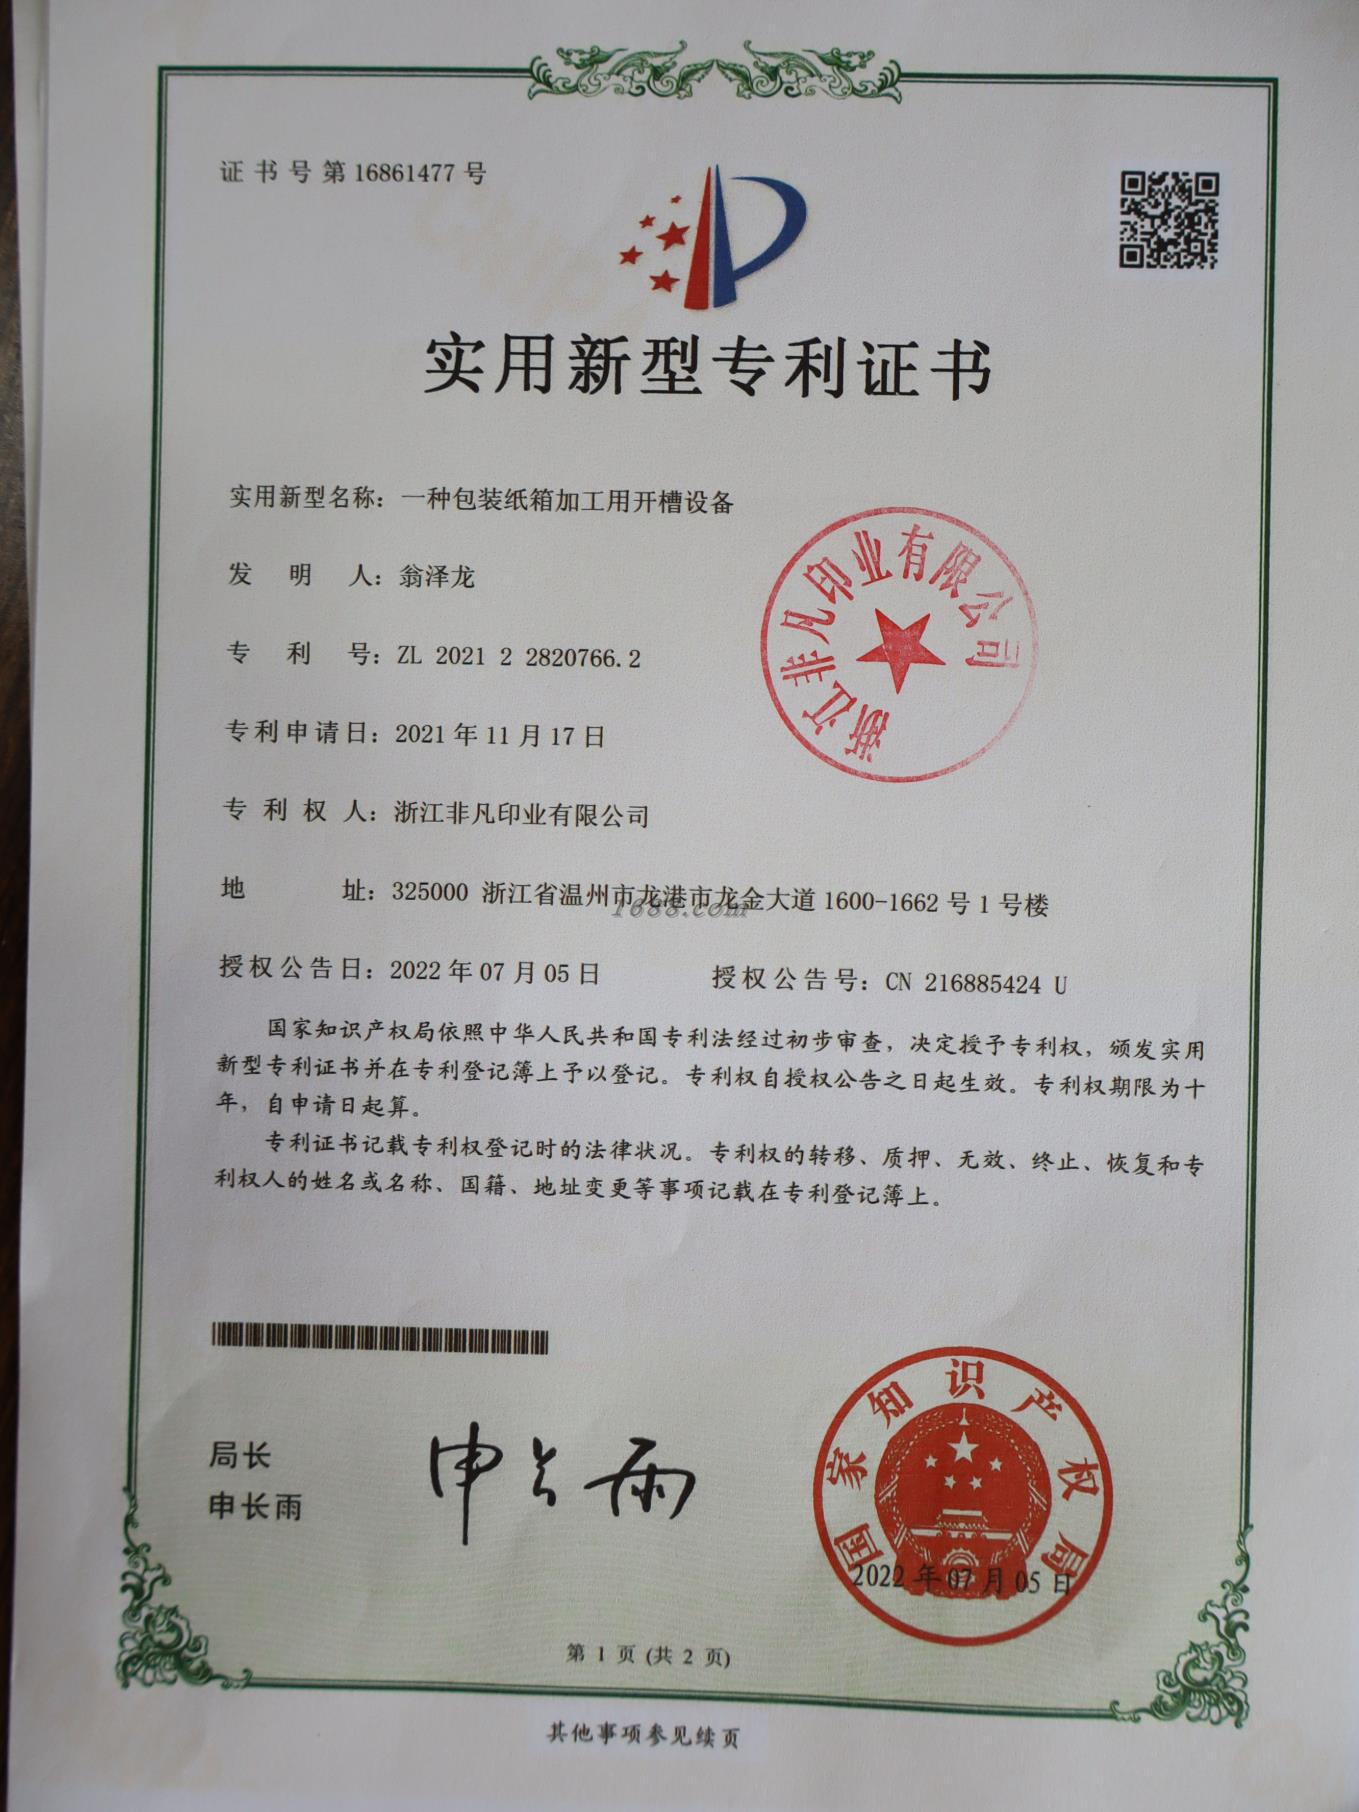 证书号第16861477号
实用新型专利证书
实用新型名称：一种包装纸箱加工用开槽设备
发明人：翁泽龙
专利号：ZL 2021 2 2820766.2
专利申请日：2021年11月17日
专利权人：浙江非凡印业有限公司
地址：325000 浙江省温州市龙港市龙金大道1600-1662号1号楼
授权公告日：2022年07月05日 授权公告号：CN 216885424 U
国家知识产权局依照中华人民共和国专利法经过初步审查，决定授予专利权，颁发实用
新型专利证书并在专利登记簿上予以登记。专利权自授权公告之日起生效。专利权期限为十
年，自申请日起算。
专利证书记载专利权登记时的法律状况。专利权的转移、质押、无效、终止、恢复和专
利权人的姓名或名称、国籍、地址变更等事项记载在专利登记簿上。
局长
申长雨
申长雨
2022年07月05日
第1页(共2页)
其他事项参见续页
浙江非凡印业有限公司
国家知识产权局
1688.com